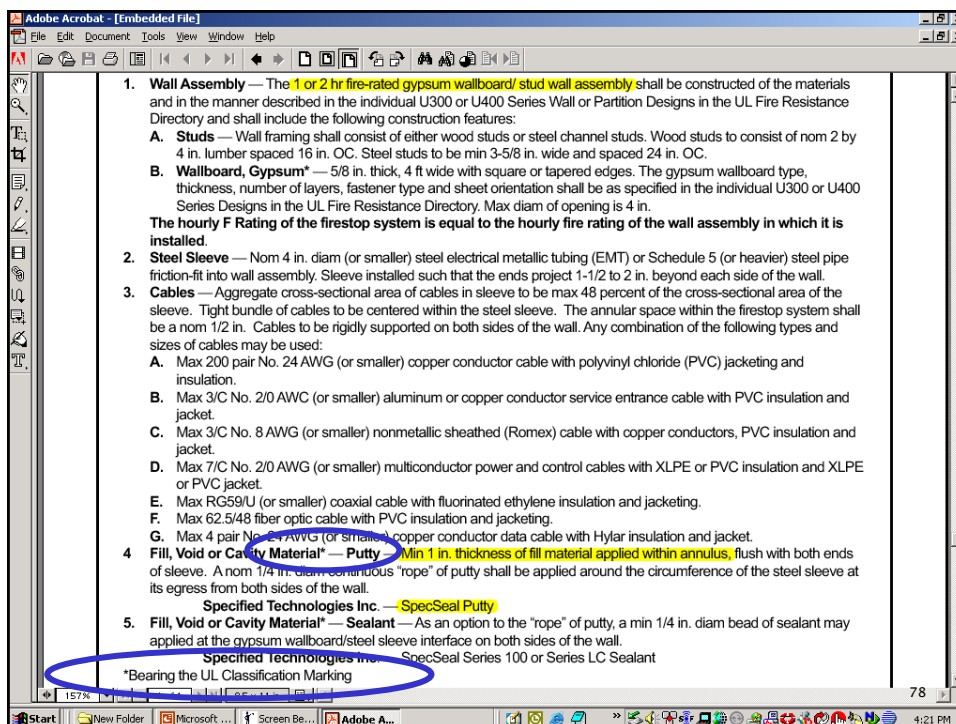 Adobe Acrobat - [Embedded File]
File Edit Document Tools View Window Help
1. Wall Assembly — The 1 or 2 hr fire-rated gypsum wallboard/ stud wall assembly shall be constructed of the materials
and in the manner described in the individual U300 or U400 Series Wall or Partition Designs in the UL Fire Resistance
Directory and shall include the following construction features:
A. Studs — Wall framing shall consist of either wood studs or steel channel studs. Wood studs to consist of nom 2 by
4 in. lumber spaced 16 in. OC. Steel studs to be min 3-5/8 in. wide and spaced 24 in. OC.
B. Wallboard, Gypsum* — 5/8 in. thick, 4 ft wide with square or tapered edges. The gypsum wallboard type,
thickness, number of layers, fastener type and sheet orientation shall be as specified in the individual U300 or U400
Series Designs in the UL Fire Resistance Directory. Max diam of opening is 4 in.
The hourly F Rating of the firestop system is equal to the hourly fire rating of the wall assembly in which it is
installed.
2. Steel Sleeve — Nom 4 in. diam (or smaller) steel electrical metallic tubing (EMT) or Schedule 5 (or heavier) steel pipe
friction-fit into wall assembly. Sleeve installed such that the ends project 1-1/2 to 2 in. beyond each side of the wall.
3. Cables — Aggregate cross-sectional area of cables in sleeve to be max 48 percent of the cross-sectional area of the
sleeve. Tight bundle of cables to be centered within the steel sleeve. The annular space within the firestop system shall
be a nom 1/2 in. Cables to be rigidly supported on both sides of the wall. Any combination of the following types and
sizes of cables may be used:
A. Max 200 pair No. 24 AWG (or smaller) copper conductor cable with polyvinyl chloride (PVC) jacketing and
insulation.
B. Max 3/C No. 2/0 AWC (or smaller) aluminum or copper conductor service entrance cable with PVC insulation and
jacket.
C. Max 3/C No. 8 AWG (or smaller) nonmetallic sheathed (Romex) cable with copper conductors, PVC insulation and
jacket.
D. Max 7/C No. 2/0 AWG (or smaller) multiconductor power and control cables with XLPE or PVC insulation and XLPE
or PVC jacket.
E. Max RG59/U (or smaller) coaxial cable with fluorinated ethylene insulation and jacketing.
F. Max 62.5/48 fiber optic cable with PVC insulation and jacketing.
G. Max 4 pair No. 24 AWG (or smaller) copper conductor data cable with Hylar insulation and jacket.
4 Fill, Void or Cavity Material* — Putty — Min 1 in. thickness of fill material applied within annulus, flush with both ends
of sleeve. A nom 1/4 in. diam continuous “rope” of putty shall be applied around the circumference of the steel sleeve at
its egress from both sides of the wall.
Specified Technologies Inc. — SpecSeal Putty
5. Fill, Void or Cavity Material* — Sealant — As an option to the “rope” of putty, a min 1/4 in. diam bead of sealant may
applied at the gypsum wallboard/steel sleeve interface on both sides of the wall.
Specified Technologies Inc. — SpecSeal Series 100 or Series LC Sealant
*Bearing the UL Classification Marking
157%
78
Start New Folder Microsoft ... Screen Be... Adobe A... 4:21 PM